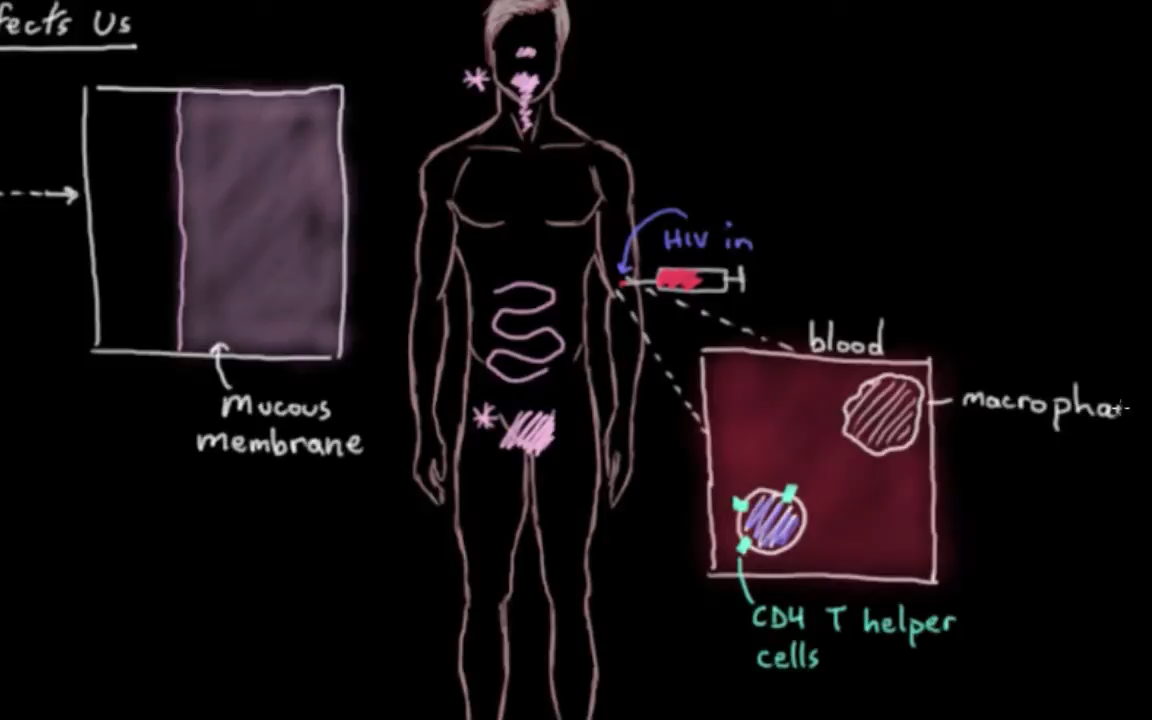 fects Us
HIV in
blood
macropha
Mucous
membrane
CD4 T helper
cells